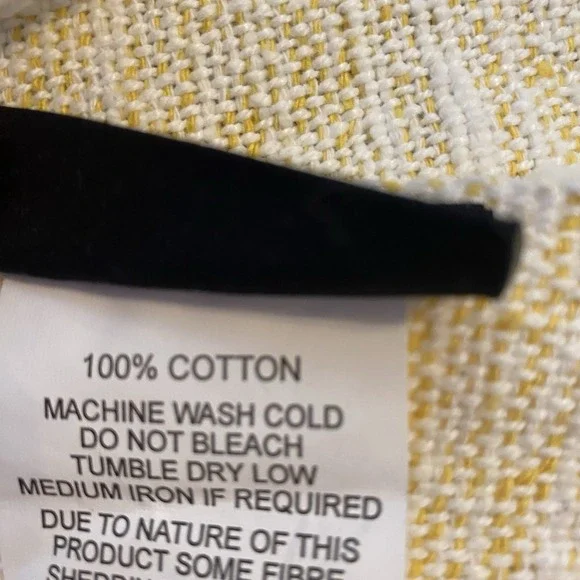 100% COTTON
MACHINE WASH COLD
DO NOT BLEACH
TUMBLE DRY LOW
MEDIUM IRON IF REQUIRED
DUE TO NATURE OF THIS
PRODUCT SOME FIBRE